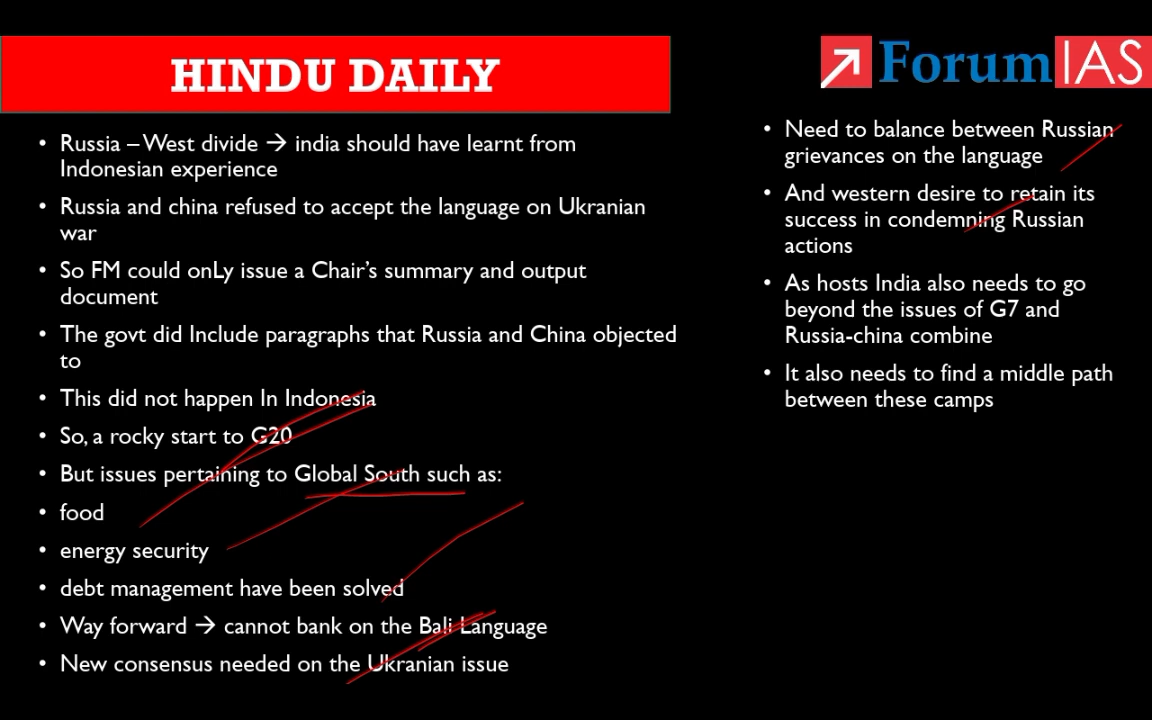 HINDU DAILY
ForumIAS
• Russia – West divide → india should have learnt from
Indonesian experience
• Russia and china refused to accept the language on Ukranian
war
• So FM could onLy issue a Chair's summary and output
document
• The govt did Include paragraphs that Russia and China objected
to
• This did not happen In Indonesia
• So, a rocky start to G20
• But issues pertaining to Global South such as:
• food
• energy security
• debt management have been solved
• Way forward → cannot bank on the Bali Language
• New consensus needed on the Ukranian issue
• Need to balance between Russian
grievances on the language
• And western desire to retain its
success in condemning Russian
actions
• As hosts India also needs to go
beyond the issues of G7 and
Russia-china combine
• It also needs to find a middle path
between these camps